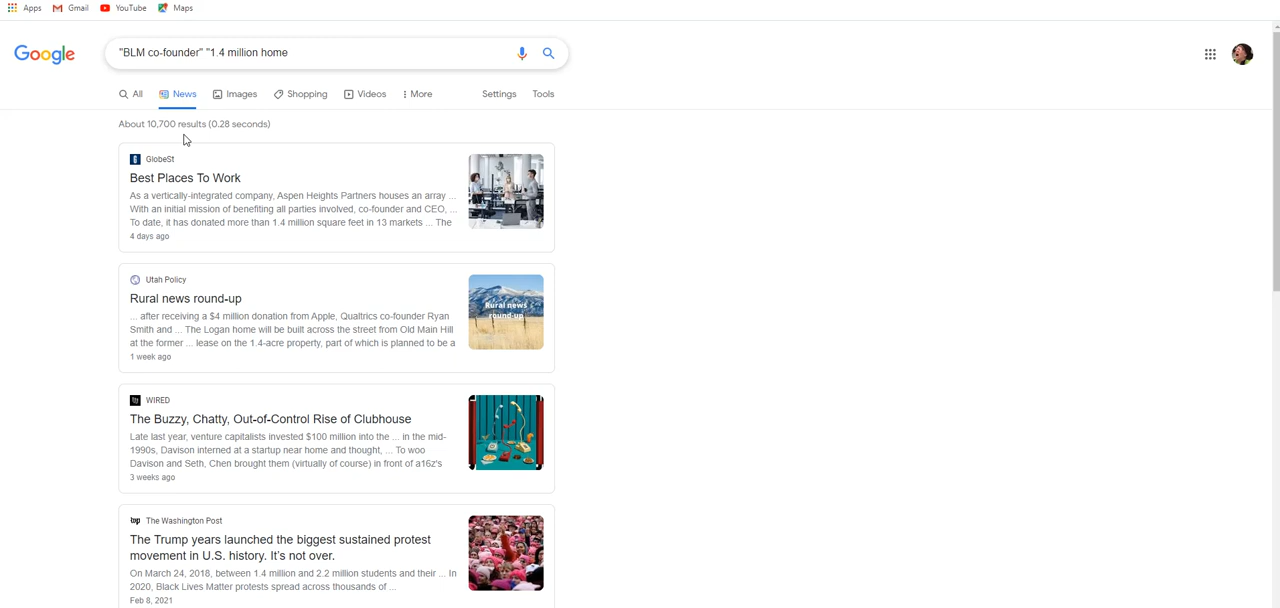 Apps Gmail YouTube Maps
Google "BLM co-founder" "1.4 million home
All News Images Shopping Videos More Settings Tools
About 10,700 results (0.28 seconds)
GlobeSt
Best Places To Work
As a vertically-integrated company, Aspen Heights Partners houses an array ...
With an initial mission of benefiting all parties involved, co-founder and CEO, ...
To date, it has donated more than 1.4 million square feet in 13 markets ... The
4 days ago
Utah Policy
Rural news round-up
... after receiving a $4 million donation from Apple, Qualtrics co-founder Ryan
Smith and ... The Logan home will be built across the street from Old Main Hill
at the former ... lease on the 1.4-acre property, part of which is planned to be a
1 week ago
Rural news
round-up
WIRED
The Buzzy, Chatty, Out-of-Control Rise of Clubhouse
Late last year, venture capitalists invested $100 million into the ... in the mid-
1990s, Davison interned at a startup near home and thought, ... To woo
Davison and Seth, Chen brought them (virtually of course) in front of a16z's
3 weeks ago
wp The Washington Post
The Trump years launched the biggest sustained protest
movement in U.S. history. It's not over.
On March 24, 2018, between 1.4 million and 2.2 million students and their ... In
2020, Black Lives Matter protests spread across thousands of ...
Feb 8, 2021